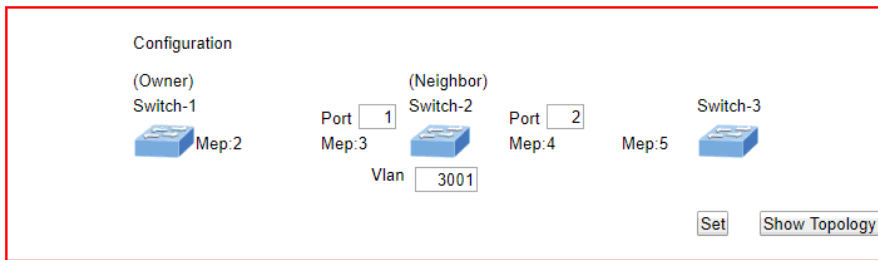 Configuration
(Owner) (Neighbor)
Switch-1 Switch-2 Switch-3
Port 1 Port 2
Mep:2 Mep:3 Mep:4 Mep:5
Vlan 3001
Set Show Topology